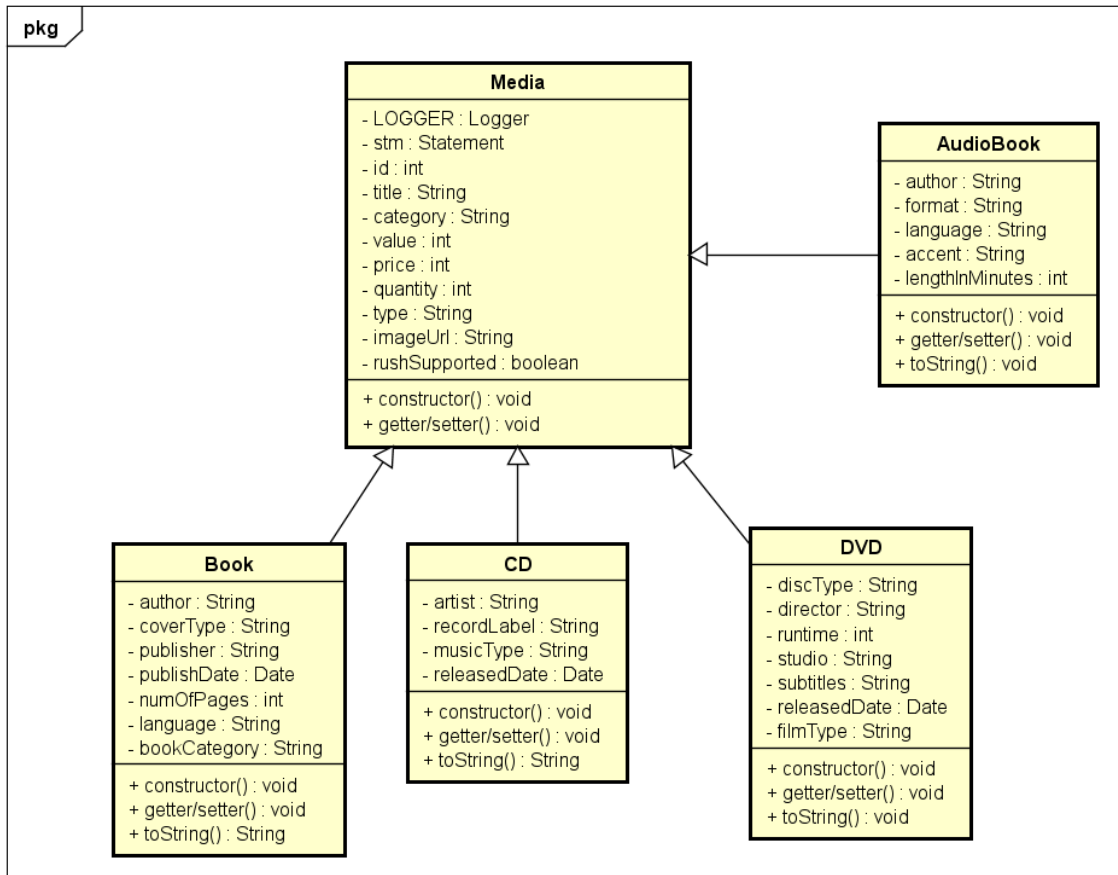 pkg
Media
- LOGGER : Logger
- stm : Statement
- id : int
- title : String
- category : String
- value : int
- price : int
- quantity : int
- type : String
- imageUrl : String
- rushSupported : boolean
+ constructor() : void
+ getter/setter() : void
AudioBook
- author : String
- format : String
- language : String
- accent : String
- lengthInMinutes : int
+ constructor() : void
+ getter/setter() : void
+ toString() : void
Book
- author : String
- coverType : String
- publisher : String
- publishDate : Date
- numOfPages : int
- language : String
- bookCategory : String
+ constructor() : void
+ getter/setter() : void
+ toString() : String
CD
- artist : String
- recordLabel : String
- musicType : String
- releasedDate : Date
+ constructor() : void
+ getter/setter() : void
+ toString() : String
DVD
- discType : String
- director : String
- runtime : int
- studio : String
- subtitles : String
- releasedDate : Date
- filmType : String
+ constructor() : void
+ getter/setter() : void
+ toString() : void